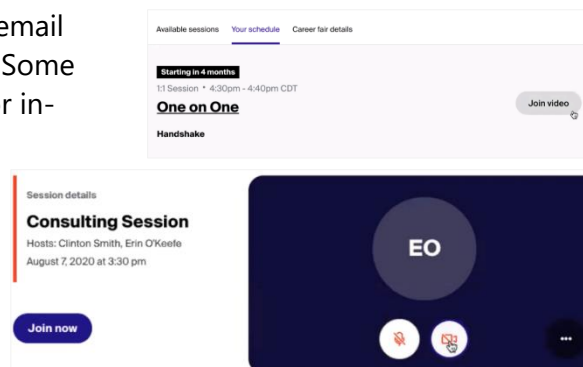 email
Some
r in-
Available sessions Your schedule Career fair details
Starting in 4 months
1:1 Session • 4:30pm - 4:40pm CDT
One on One
Join video
Handshake
Session details
Consulting Session
Hosts: Clinton Smith, Erin O'Keefe
August 7, 2020 at 3:30 pm
EO
Join now